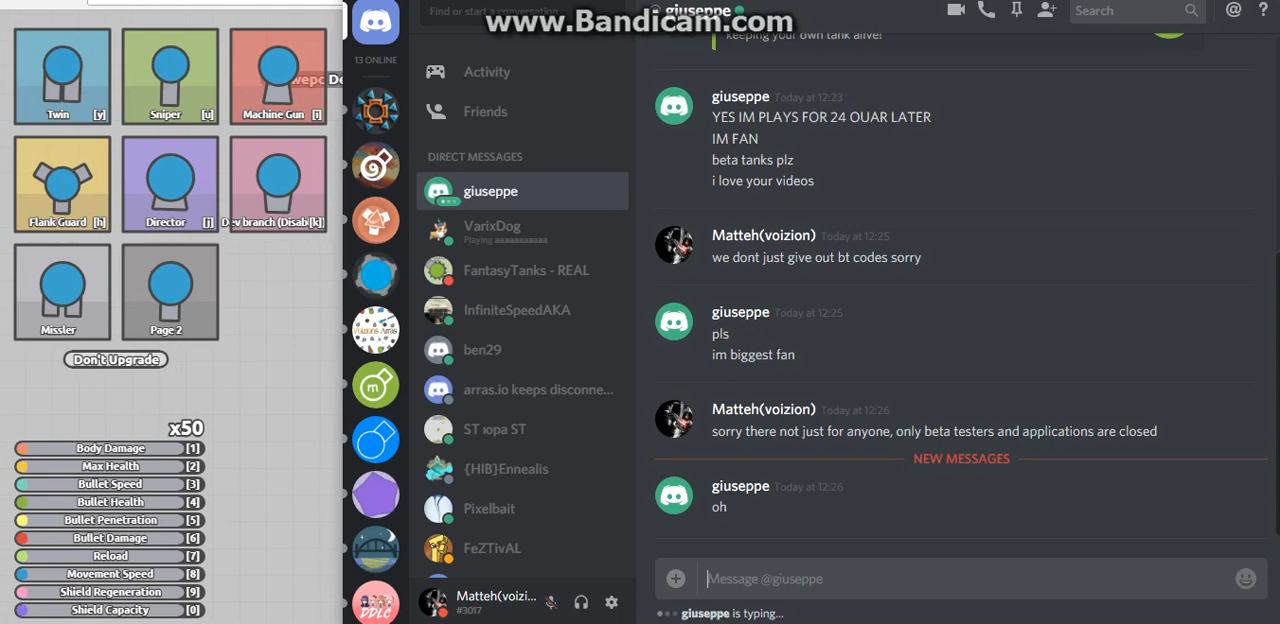 www.Bandicam.com
Twin [y]
Sniper [u]
Machine Gun [i]
Flank Guard [h]
Director [j]
Dev branch (Disab[k]
Missler
Page 2
Don't Upgrade
x50
Body Damage [1]
Max Health [2]
Bullet Speed [3]
Bullet Health [4]
Bullet Penetration [5]
Bullet Damage [6]
Reload [7]
Movement Speed [8]
Shield Regeneration [9]
Shield Capacity [0]
13 ONLINE
m
DDLC
Find or start a conversation
Activity
Friends
DIRECT MESSAGES
giuseppe
VarixDog
FantasyTanks - REAL
InfiniteSpeedAKA
ben29
arras.io keeps disconne...
ST юра ST
{HIB}Ennealis
Pixelbait
FeZTivAL
Matteh(voizi...
#3017
giuseppe
Search
keeping your own tank alive!
giuseppe Today at 12:23
YES IM PLAYS FOR 24 OUAR LATER
IM FAN
beta tanks plz
i love your videos
Matteh(voizion) Today at 12:25
we dont just give out bt codes sorry
giuseppe Today at 12:25
pls
im biggest fan
Matteh(voizion) Today at 12:26
sorry there not just for anyone, only beta testers and applications are closed
NEW MESSAGES
giuseppe Today at 12:26
oh
Message @giuseppe
giuseppe is typing...